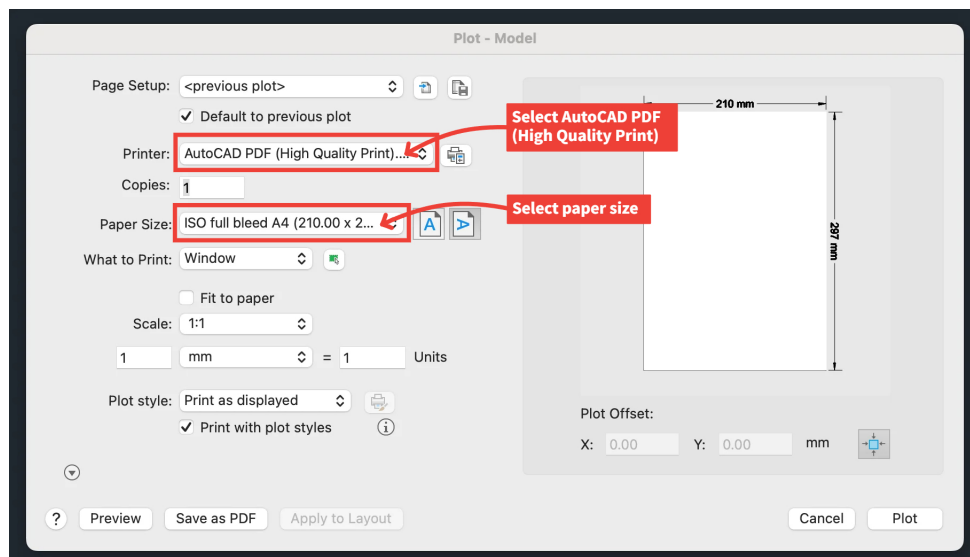 Plot - Model
Page Setup: <previous plot>
Default to previous plot
210 mm
Select AutoCAD PDF
(High Quality Print)
Printer: AutoCAD PDF (High Quality Print)....
Copies: 1
Select paper size
Paper Size: ISO full bleed A4 (210.00 x 2... A A
297 mm
What to Print: Window
Fit to paper
Scale: 1:1
1 mm = 1 Units
Plot style: Print as displayed
Print with plot styles i
Plot Offset:
X: 0.00 Y: 0.00 mm
? Preview Save as PDF Apply to Layout Cancel Plot